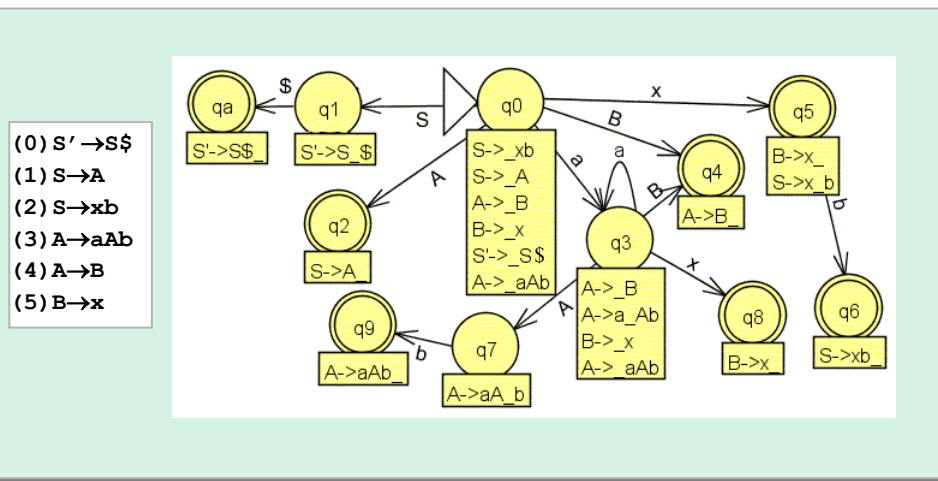 (0) S′→S$
(1) S→A
(2) S→xb
(3) A→aAb
(4) A→B
(5) B→x
qa
S'->S$_
$
q1
S'->S_$
S
q0
S->_xb
S->_A
A->_B
B->_x
S'->_S$
A->_aAb
x
q5
B->x_
S->x_b
B
q4
A->B_
a
a
B
A
q2
S->A_
q3
A->_B
A->a_Ab
B->_x
A->_aAb
x
q8
B->x_
b
q6
S->xb_
A
q7
A->aA_b
b
q9
A->aAb_